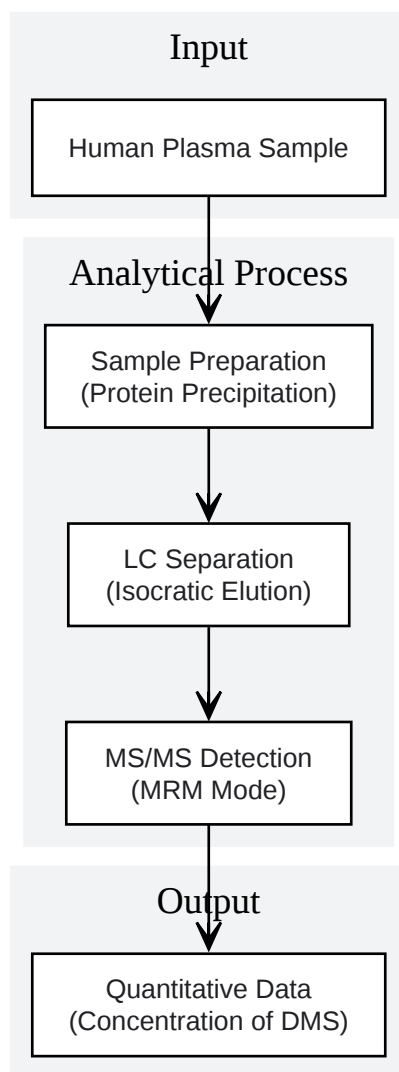 Input
Human Plasma Sample
Analytical Process
Sample Preparation
(Protein Precipitation)
LC Separation
(Isocratic Elution)
MS/MS Detection
(MRM Mode)
Output
Quantitative Data
(Concentration of DMS)